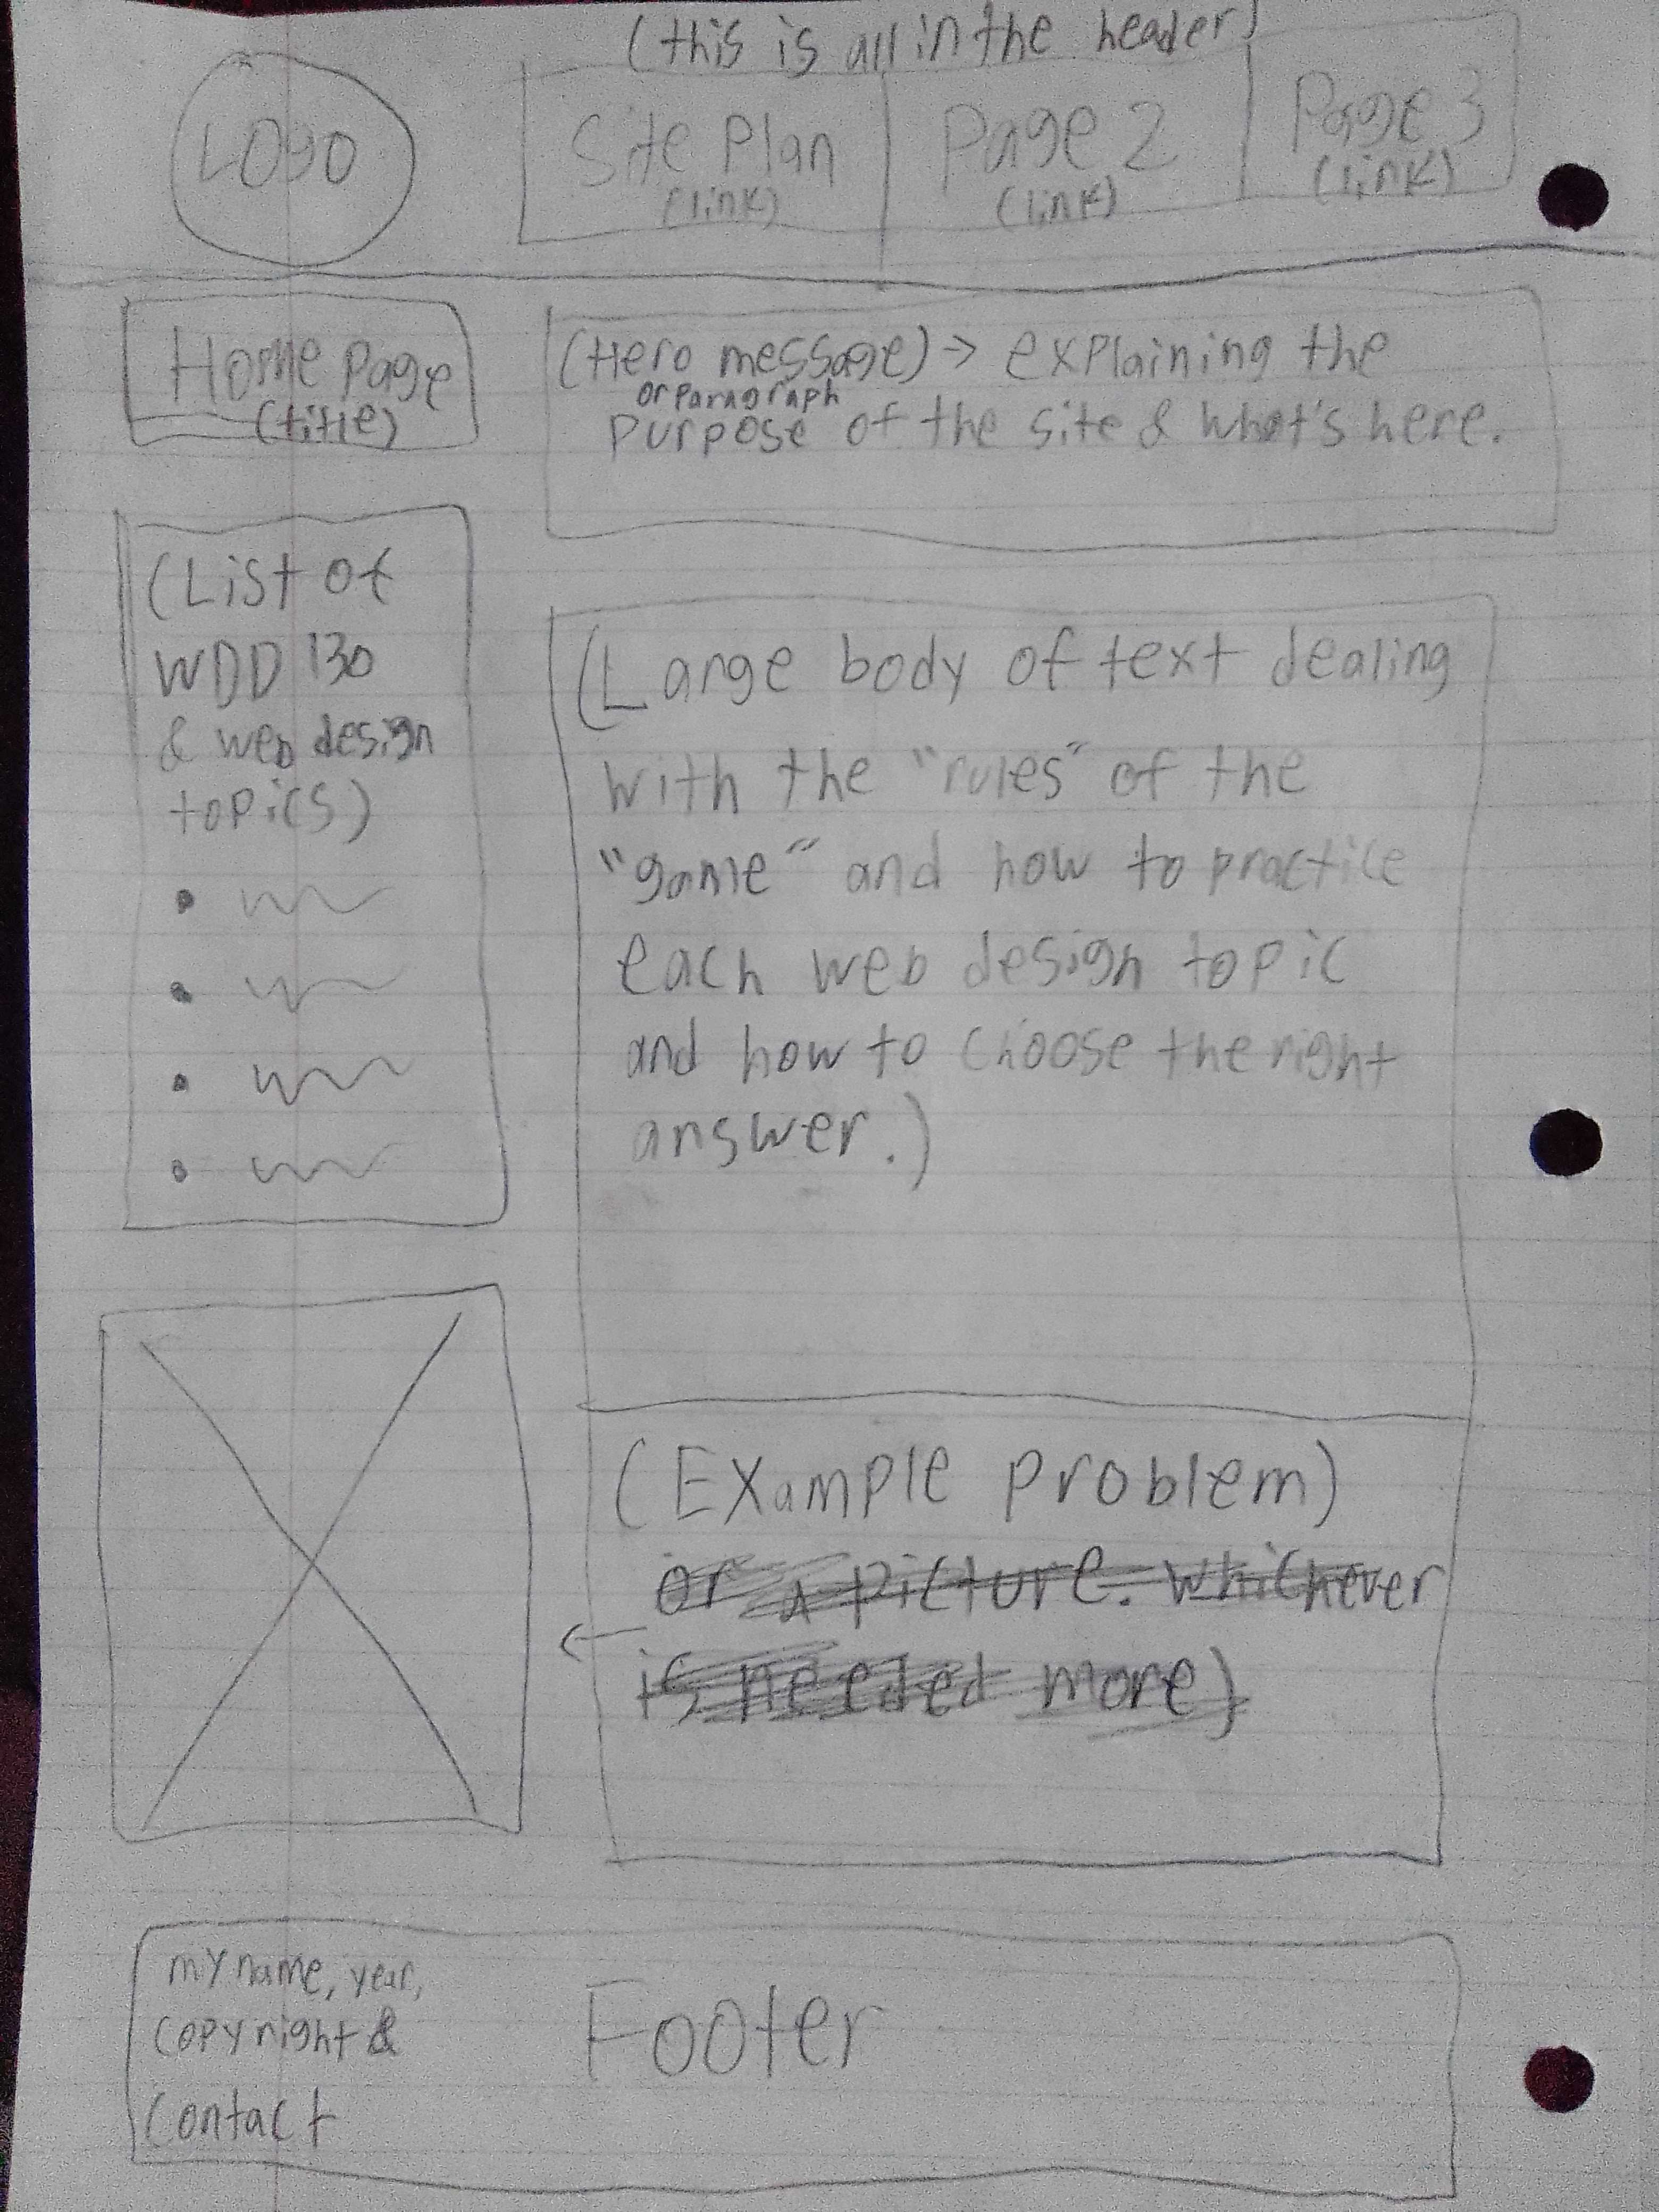 (this is all in the header)
Logo
Site Plan
(link)
Page 2
(link)
Page 3
(link)
Home Page
(title)
(Hero message) → explaining the
or paragraph
purpose of the site & what's here.
(List of
WDD 130
& web design
topics)
(Large body of text dealing
with the "rules" of the
"game" and how to practice
each web design topic
and how to choose the right
answer.)
(Example problem)
or a picture. whichever
is needed more)
←
my name, year,
copyright &
contact
Footer